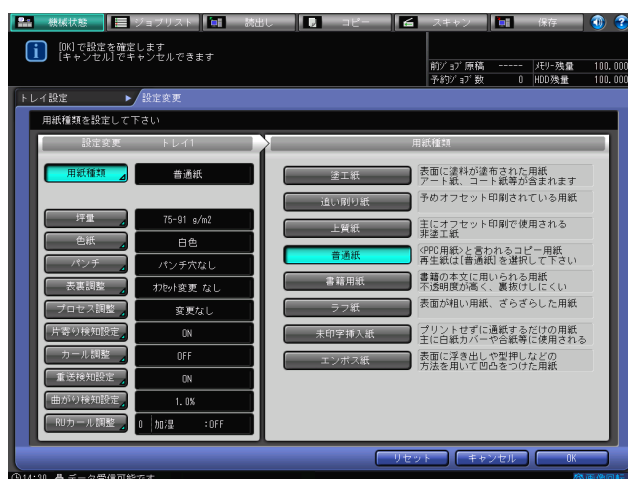 機械状態 ジョブリスト 読出し コピー スキャン 保存
[OK]で設定を確定します
[キャンセル]でキャンセルできます
前ジョブ原稿 ----- メモリー残量 100.000
予約ジョブ数 0 HDD残量 100.000
トレイ設定 設定変更
用紙種類を設定して下さい
設定変更 トレイ1
用紙種類
用紙種類 普通紙
坪量 75-91 g/m2
色紙 白色
パンチ パンチ穴なし
表裏調整 オフセット変更 なし
プロセス調整 変更なし
片寄り検知設定 ON
カール調整 OFF
重送検知設定 ON
曲がり検知設定 1.0%
RUカール調整 0 加湿 :OFF
塗工紙 表面に塗料が塗布された用紙
アート紙、コート紙等が含まれます
追い刷り紙 予めオフセット印刷されている用紙
上質紙 主にオフセット印刷で使用される
非塗工紙
普通紙 <PPC用紙>と言われるコピー用紙
再生紙は[普通紙]を選択して下さい
書籍用紙 書籍の本文に用いられる用紙
不透明度が高く、裏抜けしにくい
ラフ紙 表面が粗い用紙、ざらざらした用紙
未印字挿入紙 プリントせずに通紙するだけの用紙
主に白紙カバーや合紙等に使用される
エンボス紙 表面に浮き出しや型押しなどの
方法を用いて凹凸をつけた用紙
リセット キャンセル OK
14:30 データ受信可能です 画像回転